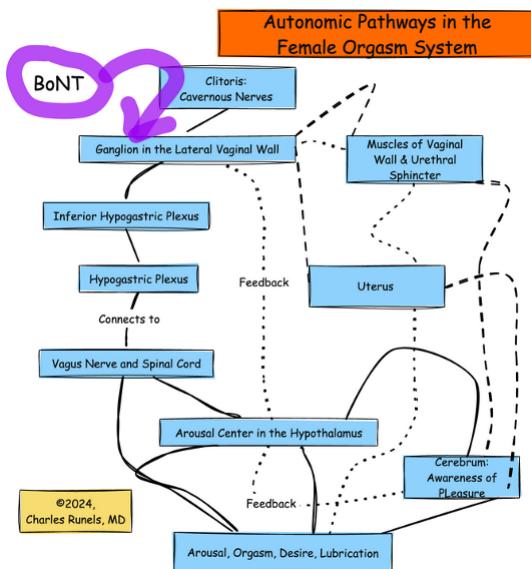 Autonomic Pathways in the
Female Orgasm System
BoNT
Clitoris:
Cavernous Nerves
Ganglion in the Lateral Vaginal Wall
Muscles of Vaginal
Wall & Urethral
Sphincter
Inferior Hypogastric Plexus
Hypogastric Plexus
Feedback
Uterus
Connects to
Vagus Nerve and Spinal Cord
Arousal Center in the Hypothalamus
Cerebrum:
Awareness of
PLeasure
©2024,
Charles Runels, MD
Feedback
Arousal, Orgasm, Desire, Lubrication